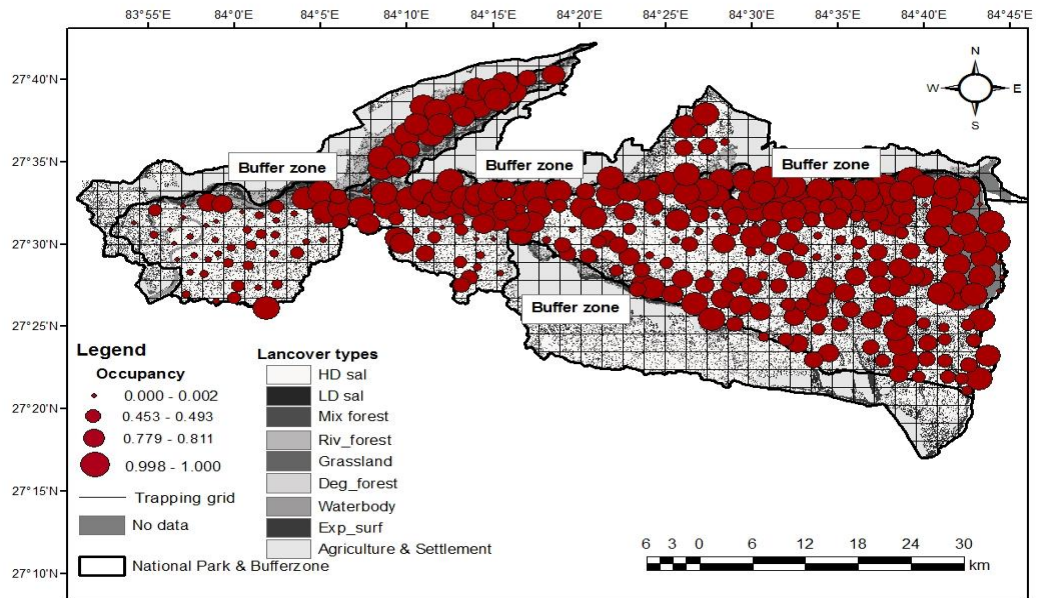 83°55'E 84°0'E 84°5'E 84°10'E 84°15'E 84°20'E 84°25'E 84°30'E 84°35'E 84°40'E 84°45'E
N
W E
S
27°40'N
27°35'N
27°30'N
27°25'N
27°20'N
27°15'N
27°10'N
Buffer zone
Buffer zone
Buffer zone
Buffer zone
Legend
Occupancy
0.000 - 0.002
0.453 - 0.493
0.779 - 0.811
0.998 - 1.000
Trapping grid
No data
National Park & Bufferzone
Lancover types
HD sal
LD sal
Mix forest
Riv_forest
Grassland
Deg_forest
Waterbody
Exp_surf
Agriculture & Settlement
6 3 0 6 12 18 24 30
km